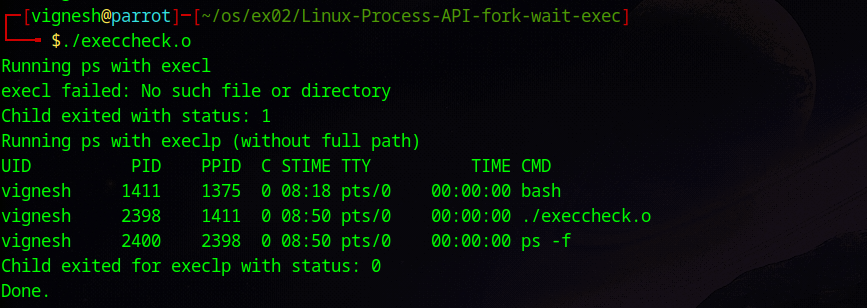 ┌─[vignesh@parrot]─[~/os/ex02/Linux-Process-API-fork-wait-exec]
└──╼ $./execcheck.o
Running ps with execl
execl failed: No such file or directory
Child exited with status: 1
Running ps with execlp (without full path)
UID          PID    PPID  C STIME TTY          TIME CMD
vignesh     1411    1375  0 08:18 pts/0    00:00:00 bash
vignesh     2398    1411  0 08:50 pts/0    00:00:00 ./execcheck.o
vignesh     2400    2398  0 08:50 pts/0    00:00:00 ps -f
Child exited for execlp with status: 0
Done.